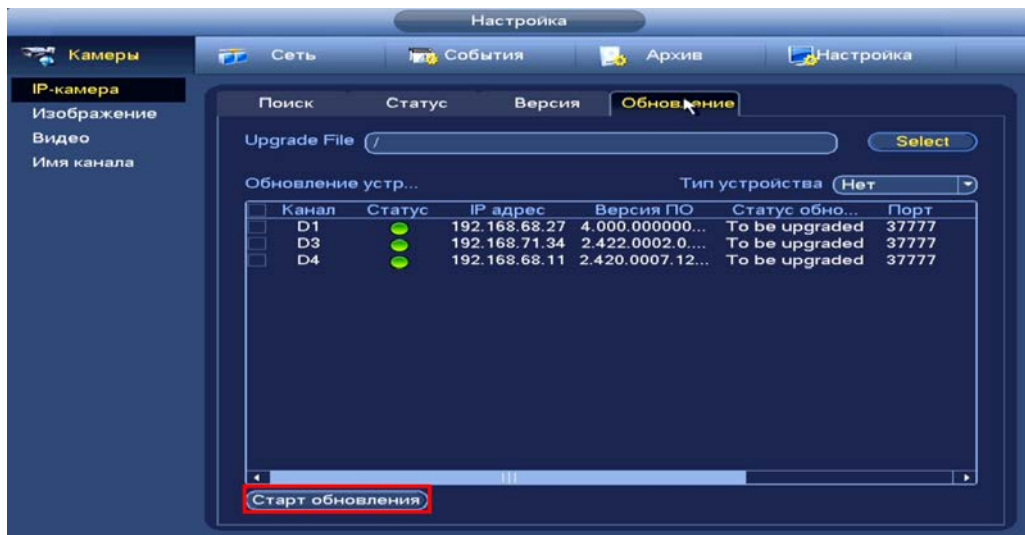 Настройка
Камеры Сеть События Архив Настройка
IP-камера
Изображение
Видео
Имя канала
Поиск Статус Версия Обновление
Upgrade File / Select
Обновление устр... Тип устройства Нет
Канал Статус IP адрес Версия ПО Статус обно... Порт
D1 192.168.68.27 4.000.000000... To be upgraded 37777
D3 192.168.71.34 2.422.0002.0.... To be upgraded 37777
D4 192.168.68.11 2.420.0007.12... To be upgraded 37777
Старт обновления